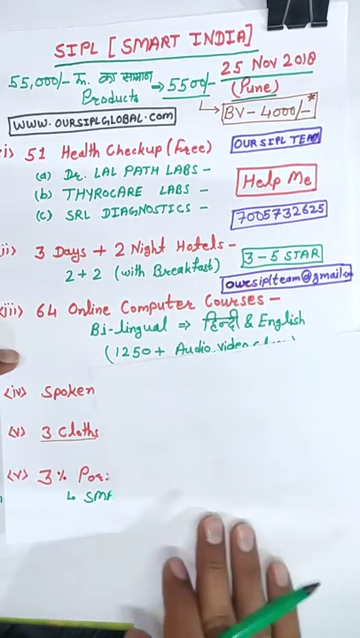 SIPL [SMART INDIA]
25 Nov 2018
(Pune)
55,000/- रु. का सामान ⇒ 5500/-
Products
BV - 4000/-*
www.OURSIPLGLOBAL.com
i) 51 Health Checkup (Free)
OUR SIPL TEAM
(a) Dr. LAL PATH LABS -
(b) THYROCARE LABS -
(c) SRL DIAGNOSTICS -
Help Me
7005732625
ii) 3 Days + 2 Night Hotels -
2+2 (with Breakfast)
3-5 STAR
oursiplteam@gmail
iii) 64 Online Computer Courses -
Bi-lingual ⇒ हिन्दी & English
(1250+ Audio video
iv) Spoken
v) 3 Cloths
v) 3%